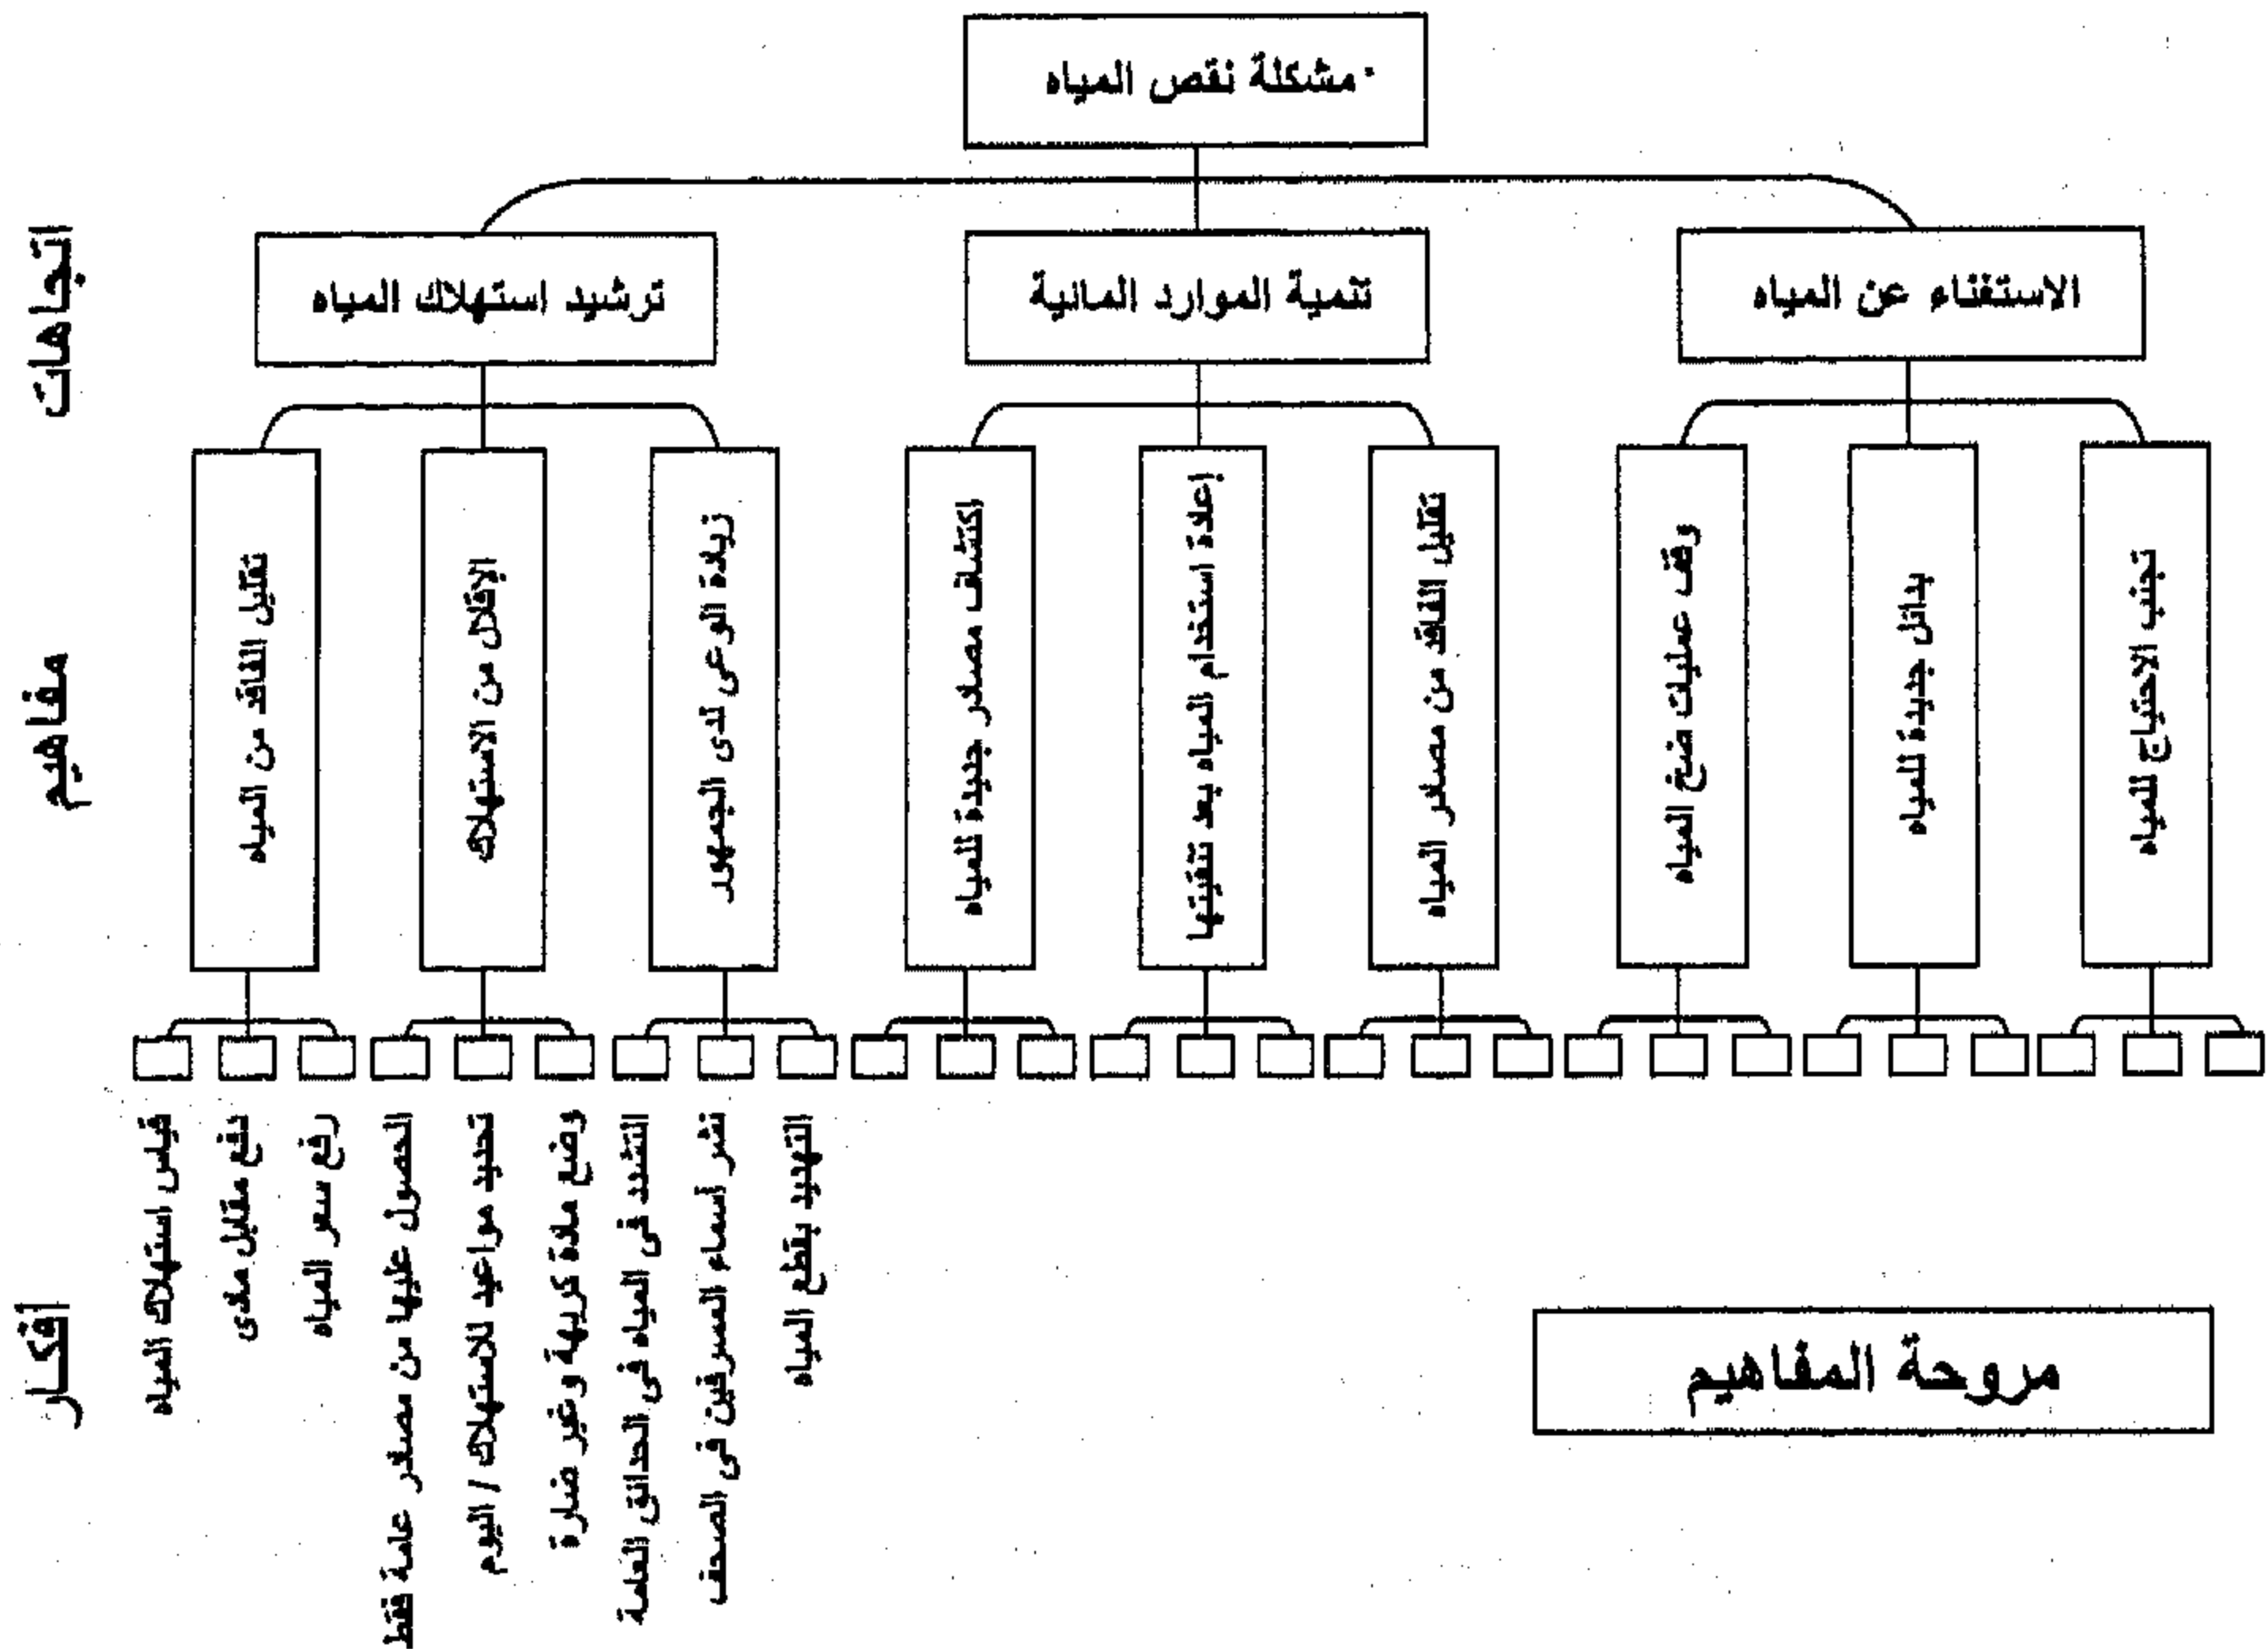 مشكلة نقص المياه
اتجاهات
الاستغناء عن المياه
تنمية الموارد المائية
ترشيد استهلاك المياه
مفاهيم
تجنب الاحتياج للمياه
بدائل جديدة للمياه
وقف عمليات ضخ المياه
تقليل الفاقد من مصادر المياه
إعادة استخدام المياه بعد تنقيتها
اكتشاف مصادر جديدة للمياه
زيادة الوعى لدى الجمهور
الإقلال من الاستهلاك
تقليل الفاقد من المياه
أفكار
التهديد بقطع المياه
نشر اسماء المسرفين فى الصحف
التشدد فى المياه فى الحدائق العامة
وضع مادة كريهة وغير ضارة
تحديد مواعيد للاستهلاك / اليوم
الحصول عليها من مصادر عامة فقط
رفع سعر المياه
دفع مقابل مادى
قياس استهلاك المياه
مروحة المفاهيم